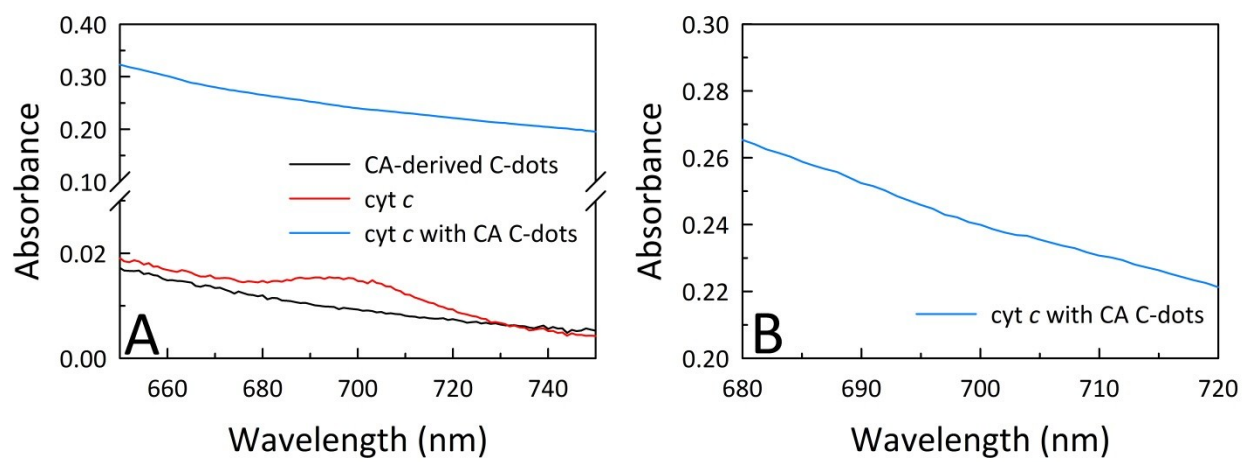 0.40
0.30
0.20
0.10
0.02
0.00
Absorbance
CA-derived C-dots
cyt c
cyt c with CA C-dots
A
660 680 700 720 740
Wavelength (nm)
0.30
0.28
0.26
0.24
0.22
0.20
Absorbance
cyt c with CA C-dots
B
680 690 700 710 720
Wavelength (nm)